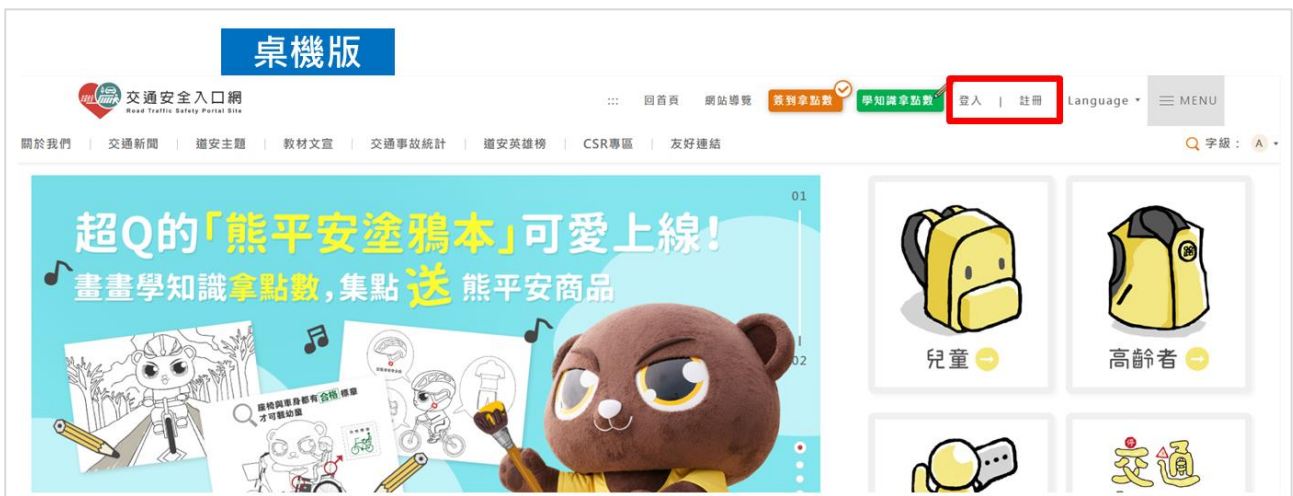 桌機版
交通安全入口網
Road Traffic Safety Portal Site
::: 回首頁 網站導覽 簽到拿點數 學知識拿點數 登入 | 註冊 Language MENU
關於我們 | 交通新聞 | 道安主題 | 教材文宣 | 交通事故統計 | 道安英雄榜 | CSR專區 | 友好連結
字級： A
01
超Q的「熊平安塗鴉本」可愛上線!
畫畫學知識拿點數,集點送熊平安商品
02
座椅與車身都有合格標章
才可載幼童
兒童
高齡者
停
交通